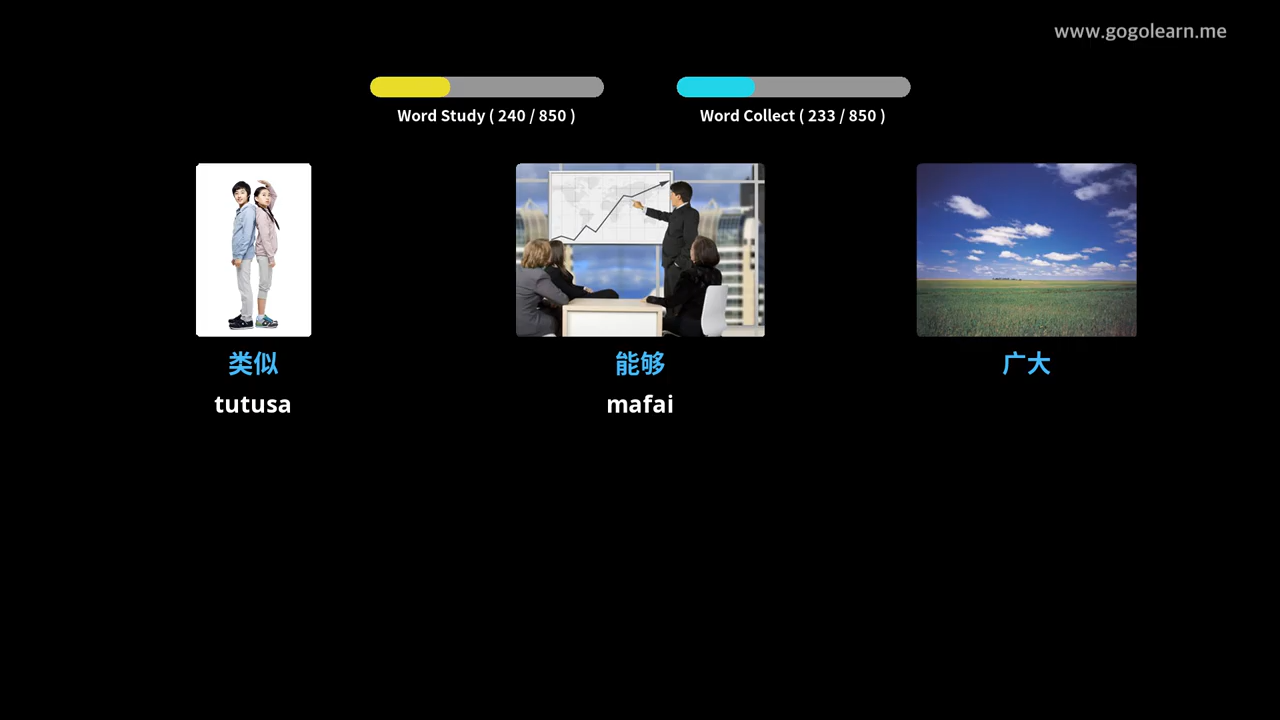 www.gogolearn.me
Word Study ( 240 / 850 )
Word Collect ( 233 / 850 )
类似
能够
广大
tutusa
mafai